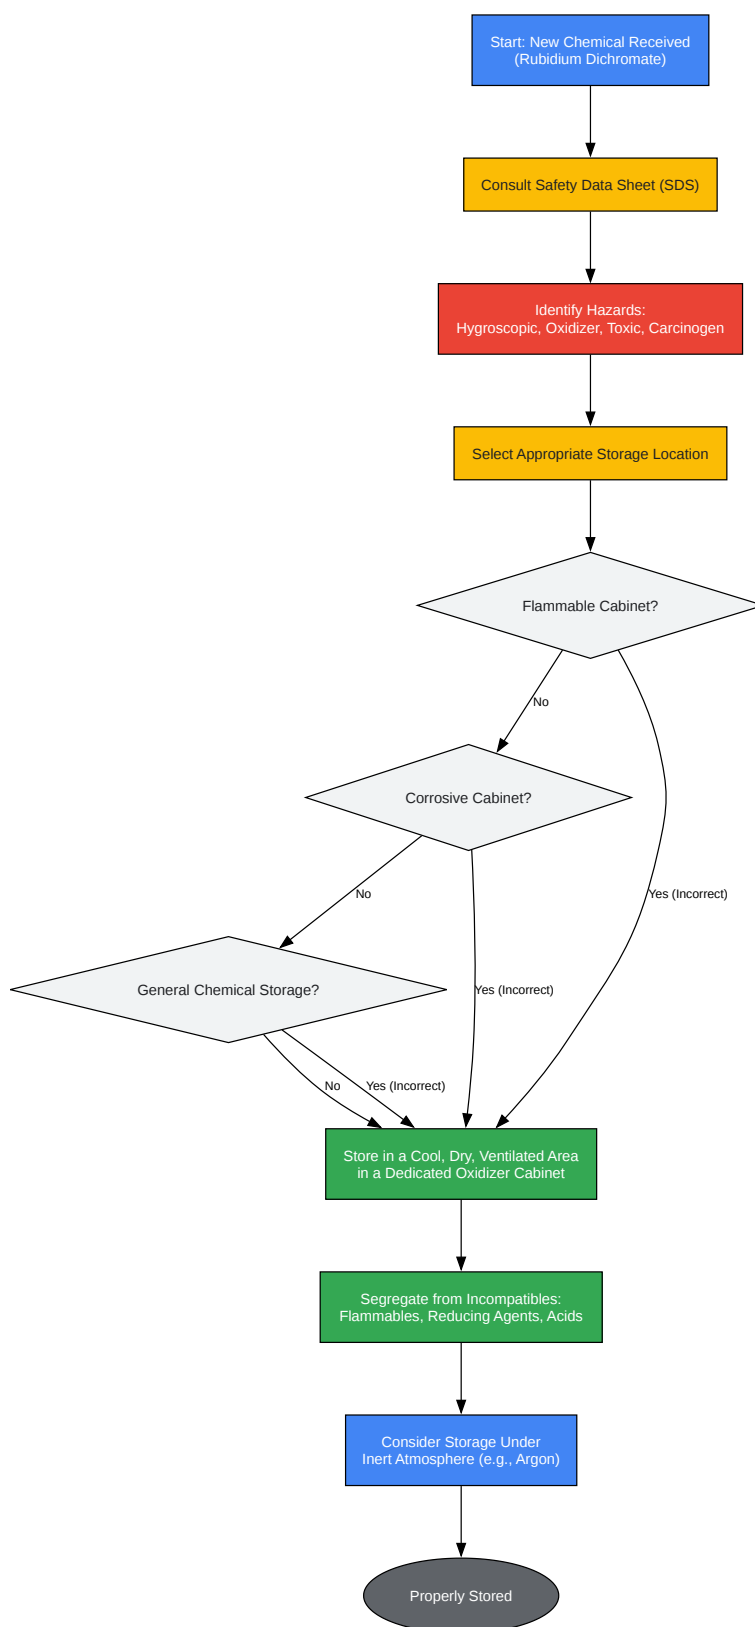 Start: New Chemical Received
(Rubidium Dichromate)
Consult Safety Data Sheet (SDS)
Identify Hazards:
Hygroscopic, Oxidizer, Toxic, Carcinogen
Select Appropriate Storage Location
Flammable Cabinet?
No
Corrosive Cabinet?
No
Yes (Incorrect)
General Chemical Storage?
Yes (Incorrect)
No
Yes (Incorrect)
Store in a Cool, Dry, Ventilated Area
in a Dedicated Oxidizer Cabinet
Segregate from Incompatibles:
Flammables, Reducing Agents, Acids
Consider Storage Under
Inert Atmosphere (e.g., Argon)
Properly Stored